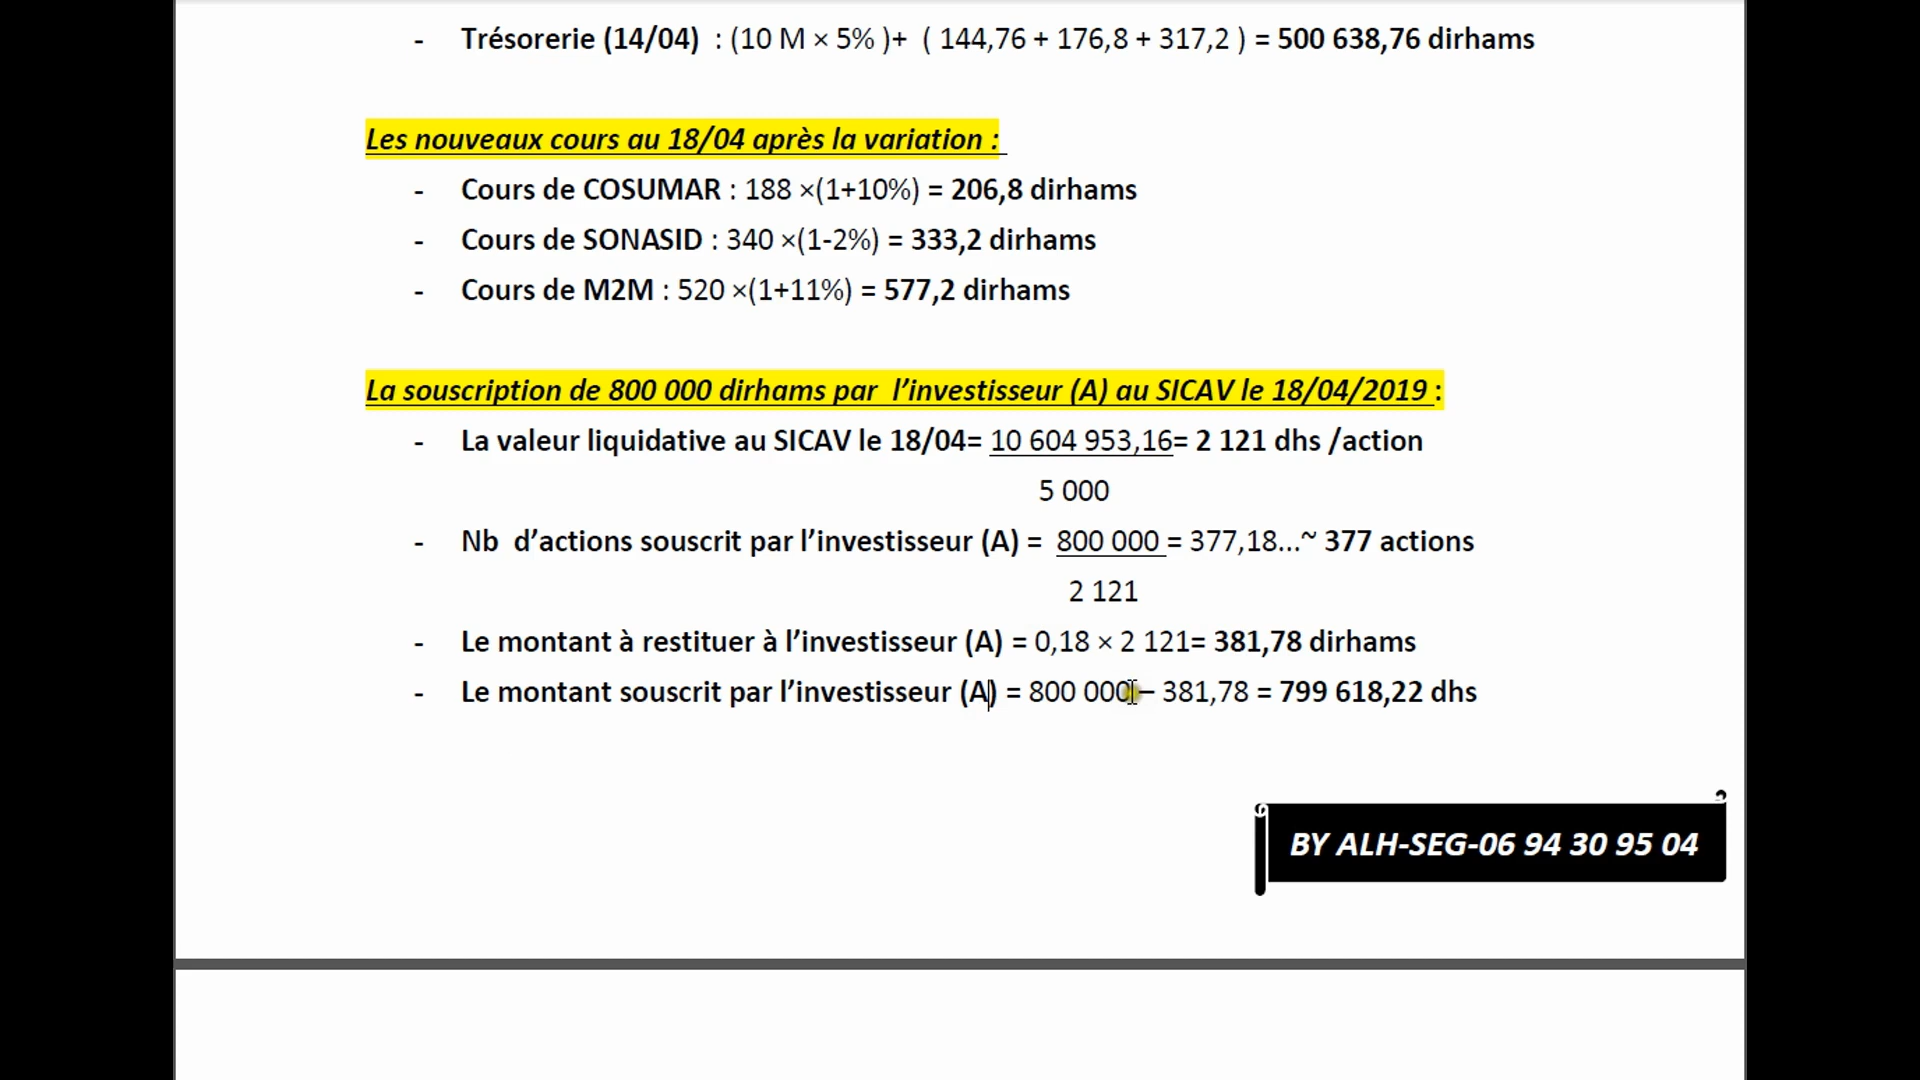 - Trésorerie (14/04) : (10 M × 5% )+ ( 144,76 + 176,8 + 317,2 ) = 500 638,76 dirhams
Les nouveaux cours au 18/04 après la variation :
- Cours de COSUMAR : 188 ×(1+10%) = 206,8 dirhams
- Cours de SONASID : 340 ×(1-2%) = 333,2 dirhams
- Cours de M2M : 520 ×(1+11%) = 577,2 dirhams
La souscription de 800 000 dirhams par l’investisseur (A) au SICAV le 18/04/2019 :
- La valeur liquidative au SICAV le 18/04= 10 604 953,16= 2 121 dhs /action
5 000
- Nb d’actions souscrit par l’investisseur (A) = 800 000 = 377,18...~ 377 actions
2 121
- Le montant à restituer à l’investisseur (A) = 0,18 × 2 121= 381,78 dirhams
- Le montant souscrit par l’investisseur (A) = 800 000 – 381,78 = 799 618,22 dhs
BY ALH-SEG-06 94 30 95 04